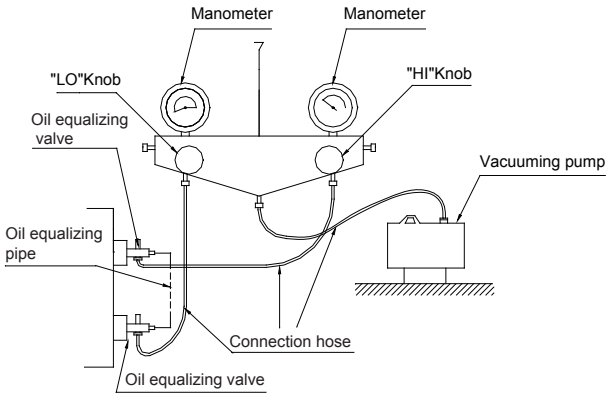 Manometer
Manometer
"LO"Knob
"HI"Knob
Oil equalizing
valve
Vacuuming pump
Oil equalizing
pipe
Connection hose
Oil equalizing valve